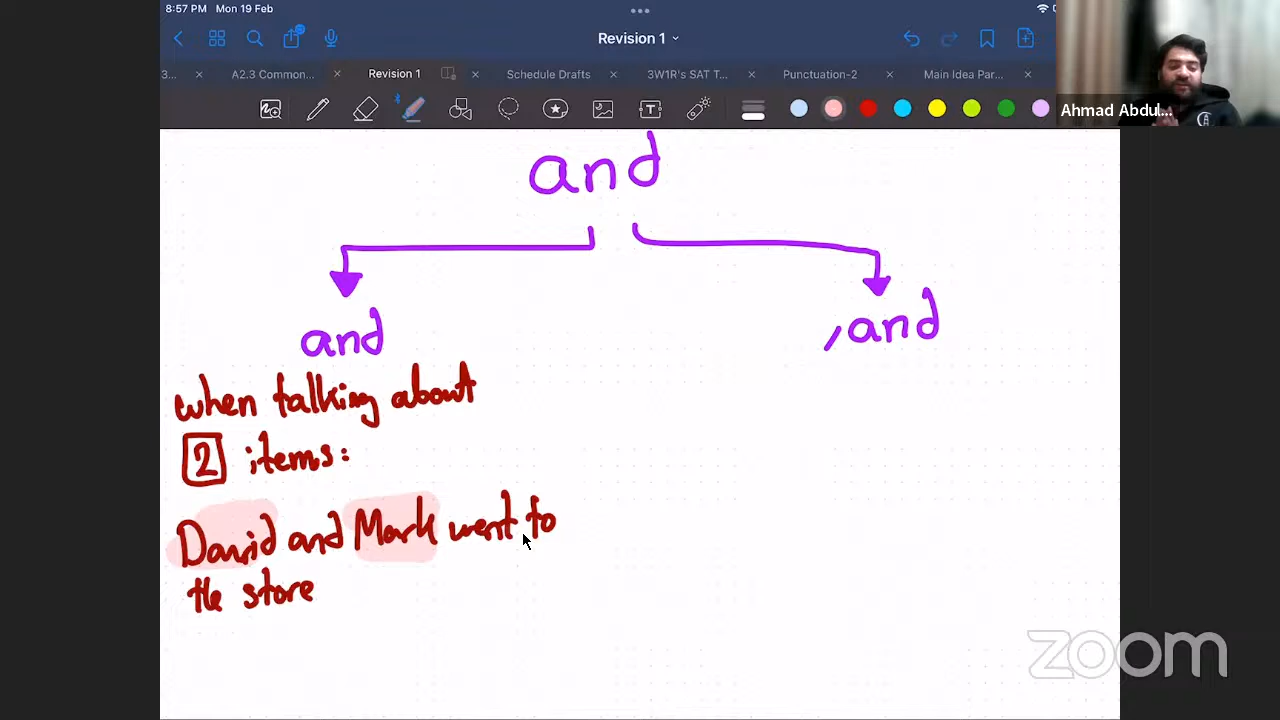 8:57 PM Mon 19 Feb
Revision 1
3...
A2.3 Common...
Revision 1
Schedule Drafts
3W1R's SAT T...
Punctuation-2
Main Idea Par...
Ahmad Abdul...
and
and
, and
when talking about
2 items:
David and Mark went to
the store
zoom